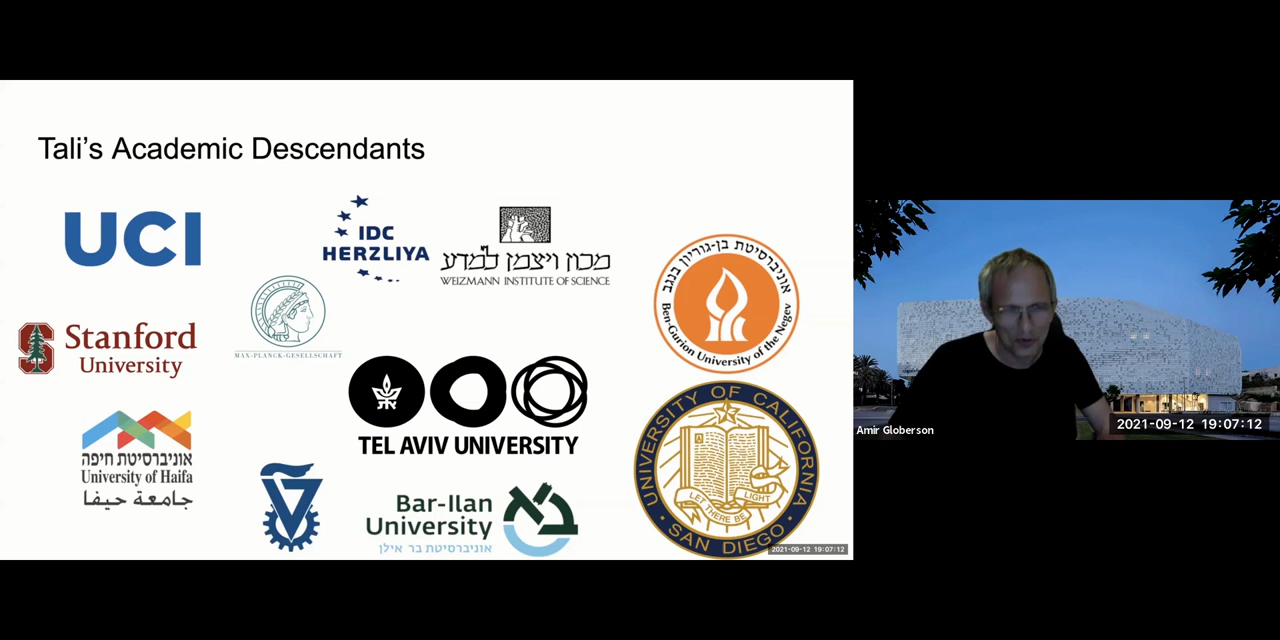 Tali's Academic Descendants
UCI
IDC
HERZLIYA
מכון ויצמן למדע
WEIZMANN INSTITUTE OF SCIENCE
אוניברסיטת בן-גוריון בנגב
Ben-Gurion University of the Negev
MAX-PLANCK-GESELLSCHAFT
Stanford
University
TEL AVIV UNIVERSITY
אוניברסיטת חיפה
University of Haifa
جامعة حيفا
Bar-Ilan
University
אוניברסיטת בר אילן
UNIVERSITY OF CALIFORNIA
SAN DIEGO
LET THERE BE
LIGHT
2021-09-12 19:07:12
Amir Globerson
2021-09-12 19:07:12